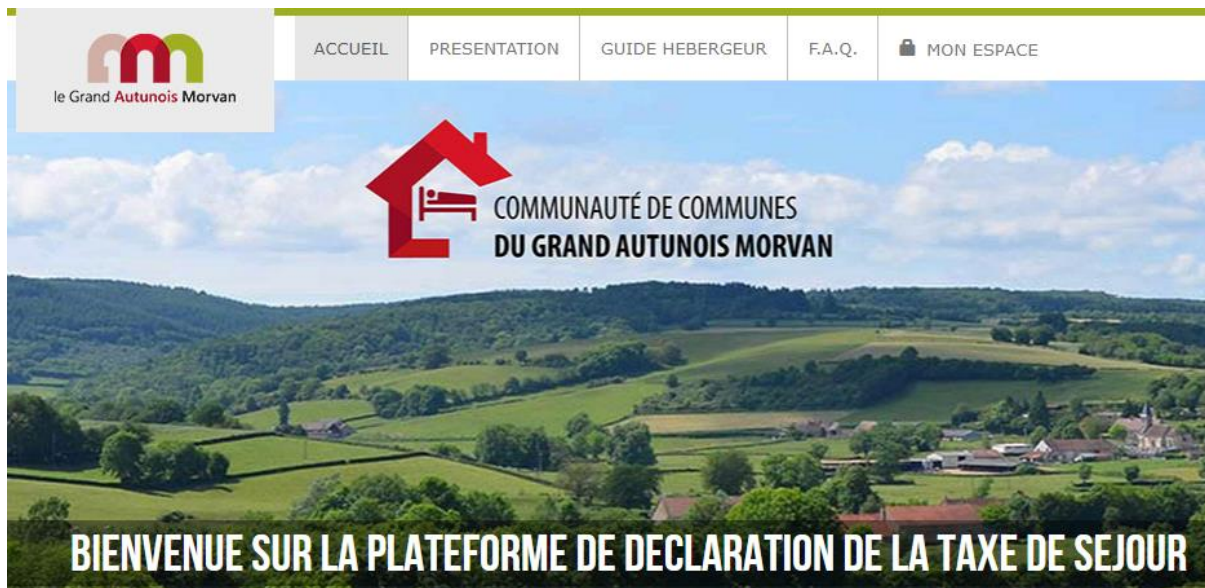 le Grand Autunois Morvan
ACCUEIL
PRESENTATION
GUIDE HEBERGEUR
F.A.Q.
MON ESPACE
COMMUNAUTÉ DE COMMUNES
DU GRAND AUTUNOIS MORVAN
BIENVENUE SUR LA PLATEFORME DE DECLARATION DE LA TAXE DE SEJOUR